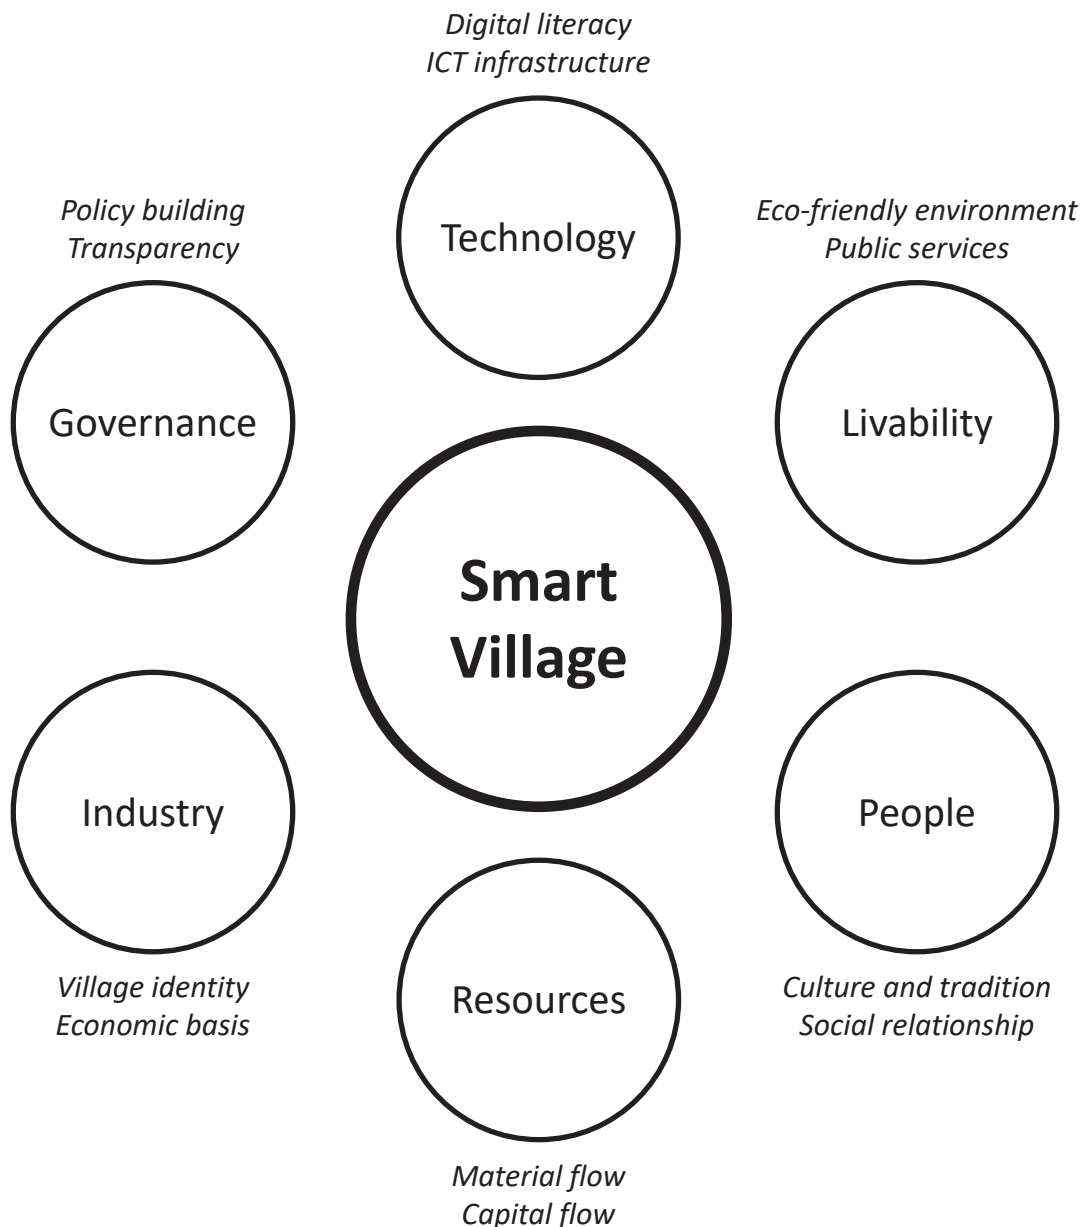 Digital literacy
ICT infrastructure
Technology
Policy building
Transparency
Governance
Eco-friendly environment
Public services
Livability
Smart
Village
Industry
Village identity
Economic basis
People
Culture and tradition
Social relationship
Resources
Material flow
Capital flow